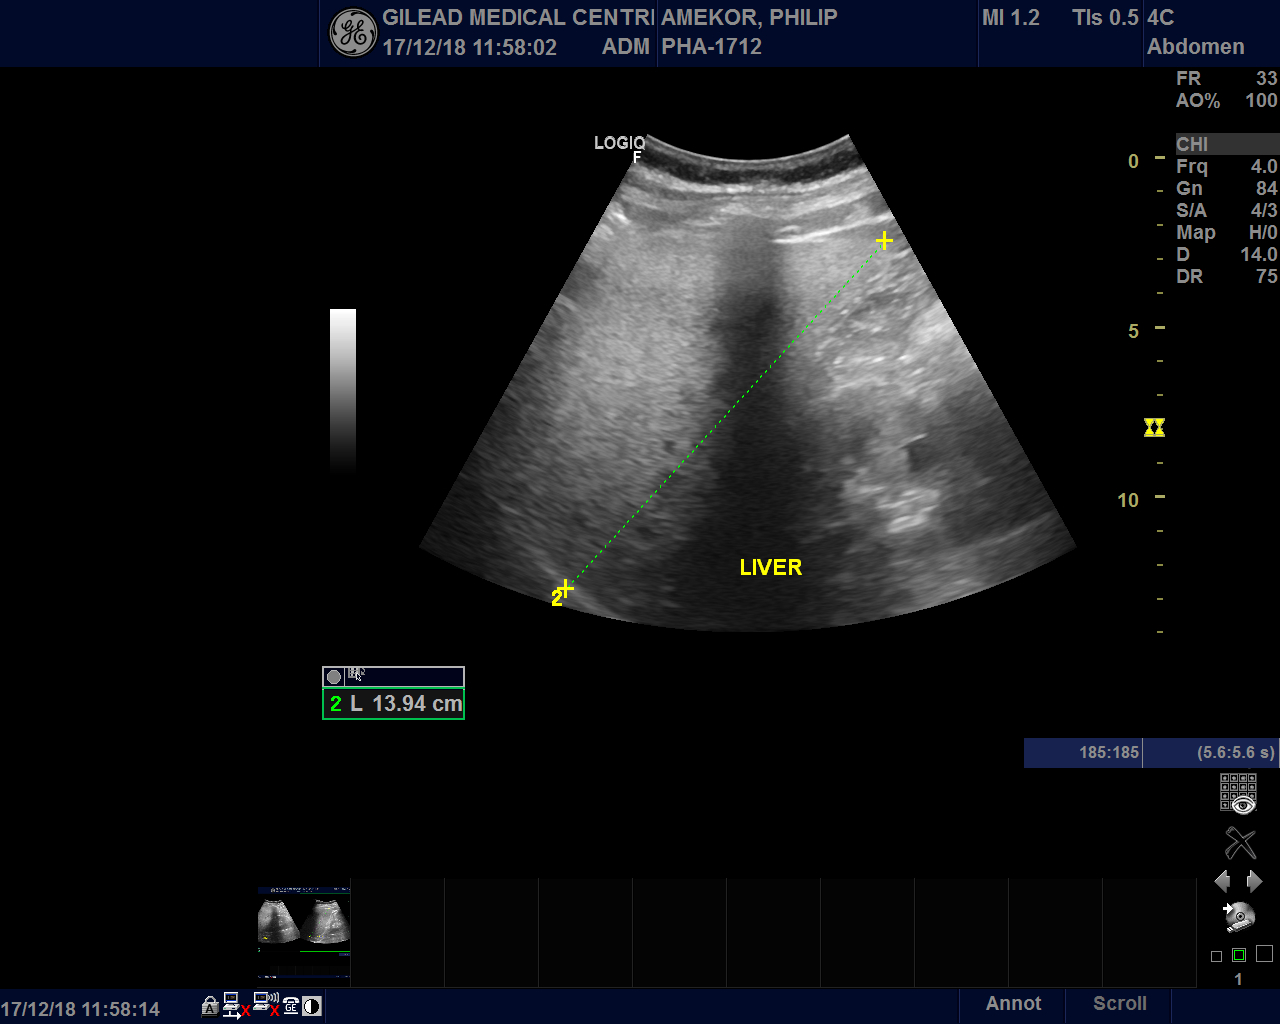 GILEAD MEDICAL CENTR
AMEKOR, PHILIP
MI 1.2 TIs 0.5
4C
17/12/18 11:58:02 ADM
PHA-1712
Abdomen
FR 33
AO% 100
CHI
Frq 4.0
Gn 84
S/A 4/3
Map H/0
D 14.0
DR 75
LOGIQ
F
0
5
10
LIVER
2
2 L 13.94 cm
185:185 (5.6:5.6 s)
1
17/12/18 11:58:14
Annot
Scroll